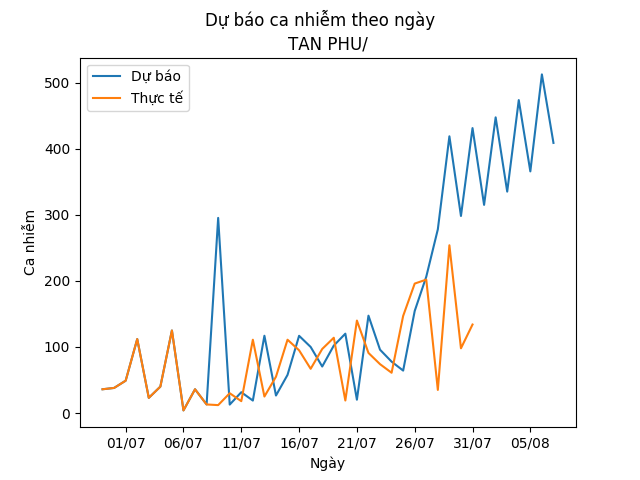 Dự báo ca nhiễm theo ngày
TAN PHU/
Dự báo
Thực tế
500
400
300
200
100
0
Ca nhiễm
01/07 06/07 11/07 16/07 21/07 26/07 31/07 05/08
Ngày